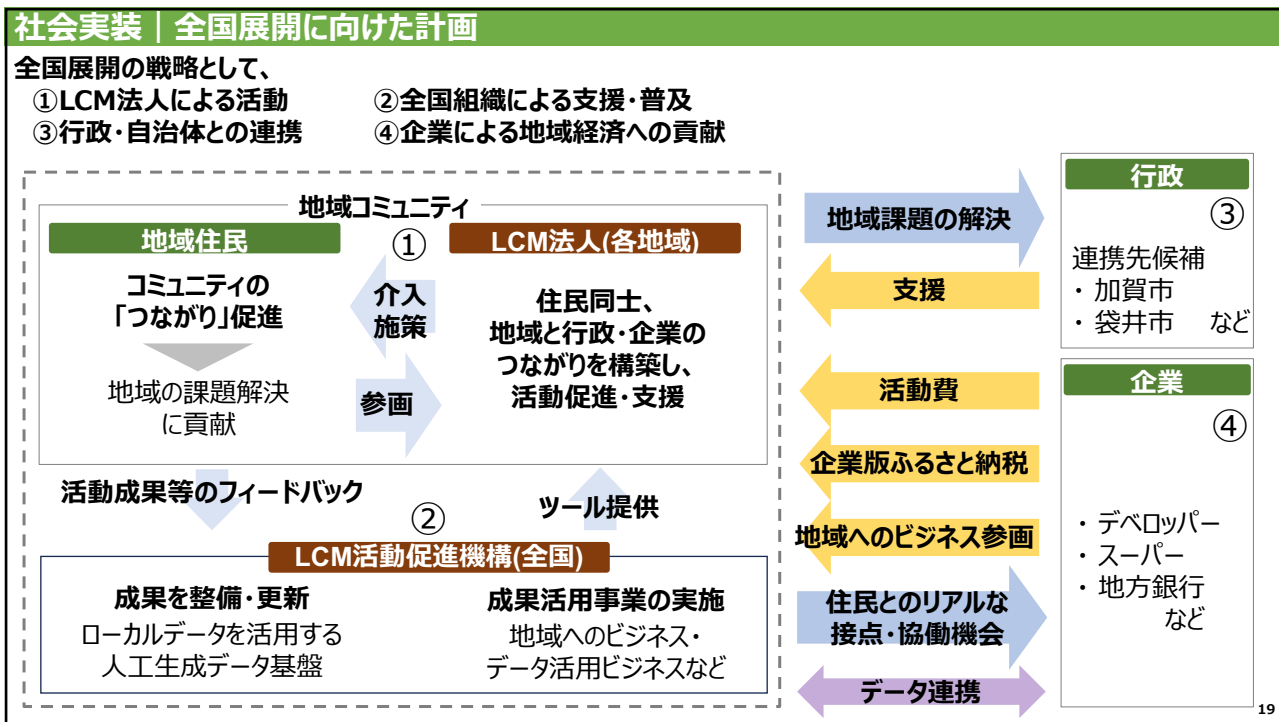 社会実装｜全国展開に向けた計画
全国展開の戦略として、
①LCM法人による活動 ②全国組織による支援・普及
③行政・自治体との連携 ④企業による地域経済への貢献
地域コミュニティ
地域住民
コミュニティの
「つながり」促進
地域の課題解決
に貢献
①
介入
施策
参画
LCM法人(各地域)
住民同士、
地域と行政・企業の
つながりを構築し、
活動促進・支援
活動成果等のフィードバック
②
ツール提供
LCM活動促進機構(全国)
成果を整備・更新
ローカルデータを活用する
人工生成データ基盤
成果活用事業の実施
地域へのビジネス・
データ活用ビジネスなど
地域課題の解決
支援
活動費
企業版ふるさと納税
地域へのビジネス参画
住民とのリアルな
接点・協働機会
データ連携
行政
③
連携先候補
・加賀市
・袋井市 など
企業
④
・デベロッパー
・スーパー
・地方銀行
など
19